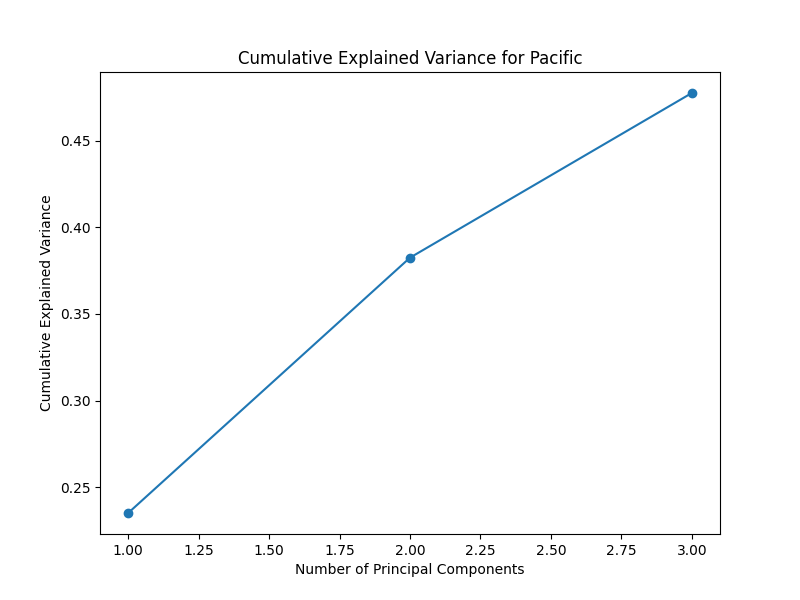 Cumulative Explained Variance for Pacific
Cumulative Explained Variance
0.45
0.40
0.35
0.30
0.25
1.00 1.25 1.50 1.75 2.00 2.25 2.50 2.75 3.00
Number of Principal Components